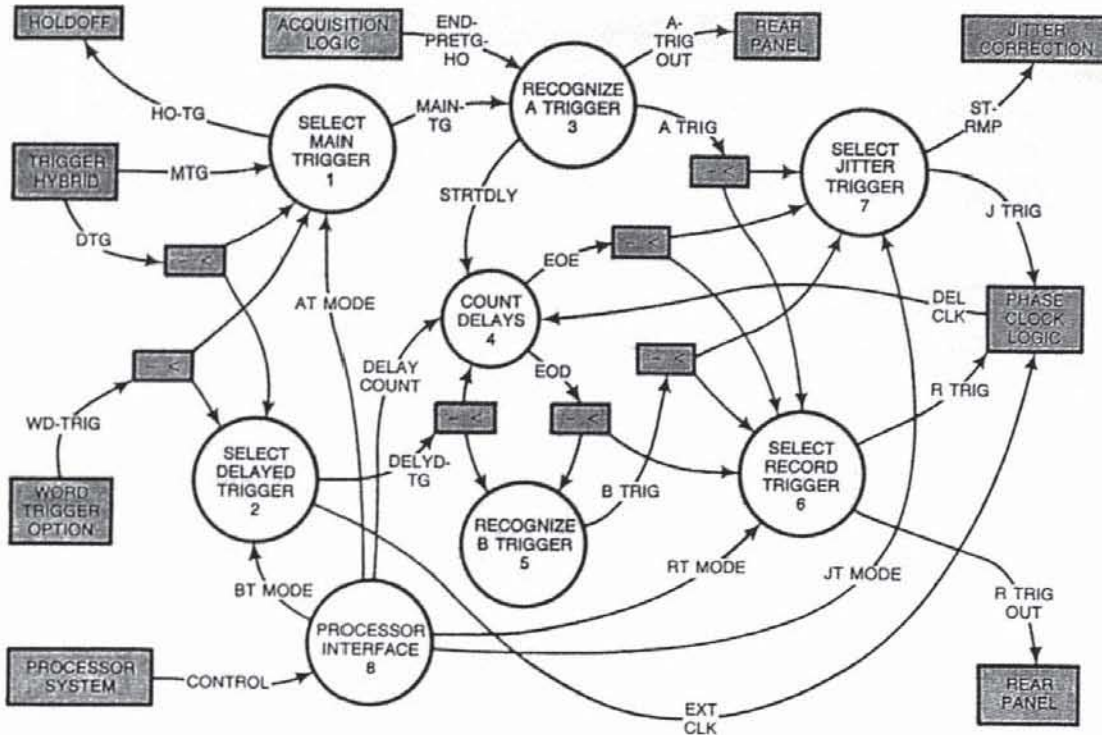 HOLDOFF
ACQUISITION
LOGIC
END-
PRETG-
HO
A-
TRIG
OUT
REAR
PANEL
JITTER
CORRECTION
HO-TG
SELECT
MAIN
TRIGGER
1
MAIN-
TG
RECOGNIZE
A TRIGGER
3
A TRIG
ST-
RMP
TRIGGER
HYBRID
MTG
SELECT
JITTER
TRIGGER
7
STRTDLY
J TRIG
DTG
EOE
AT MODE
COUNT
DELAYS
4
DEL
CLK
PHASE
CLOCK
LOGIC
DELAY
COUNT
EOD
WD-TRIG
R TRIG
WORD
TRIGGER
OPTION
SELECT
DELAYED
TRIGGER
2
DELYD-
TG
B TRIG
SELECT
RECORD
TRIGGER
6
RECOGNIZE
B TRIGGER
5
BT MODE
RT MODE
JT MODE
R TRIG
OUT
PROCESSOR
INTERFACE
8
PROCESSOR
SYSTEM
CONTROL
EXT
CLK
REAR
PANEL